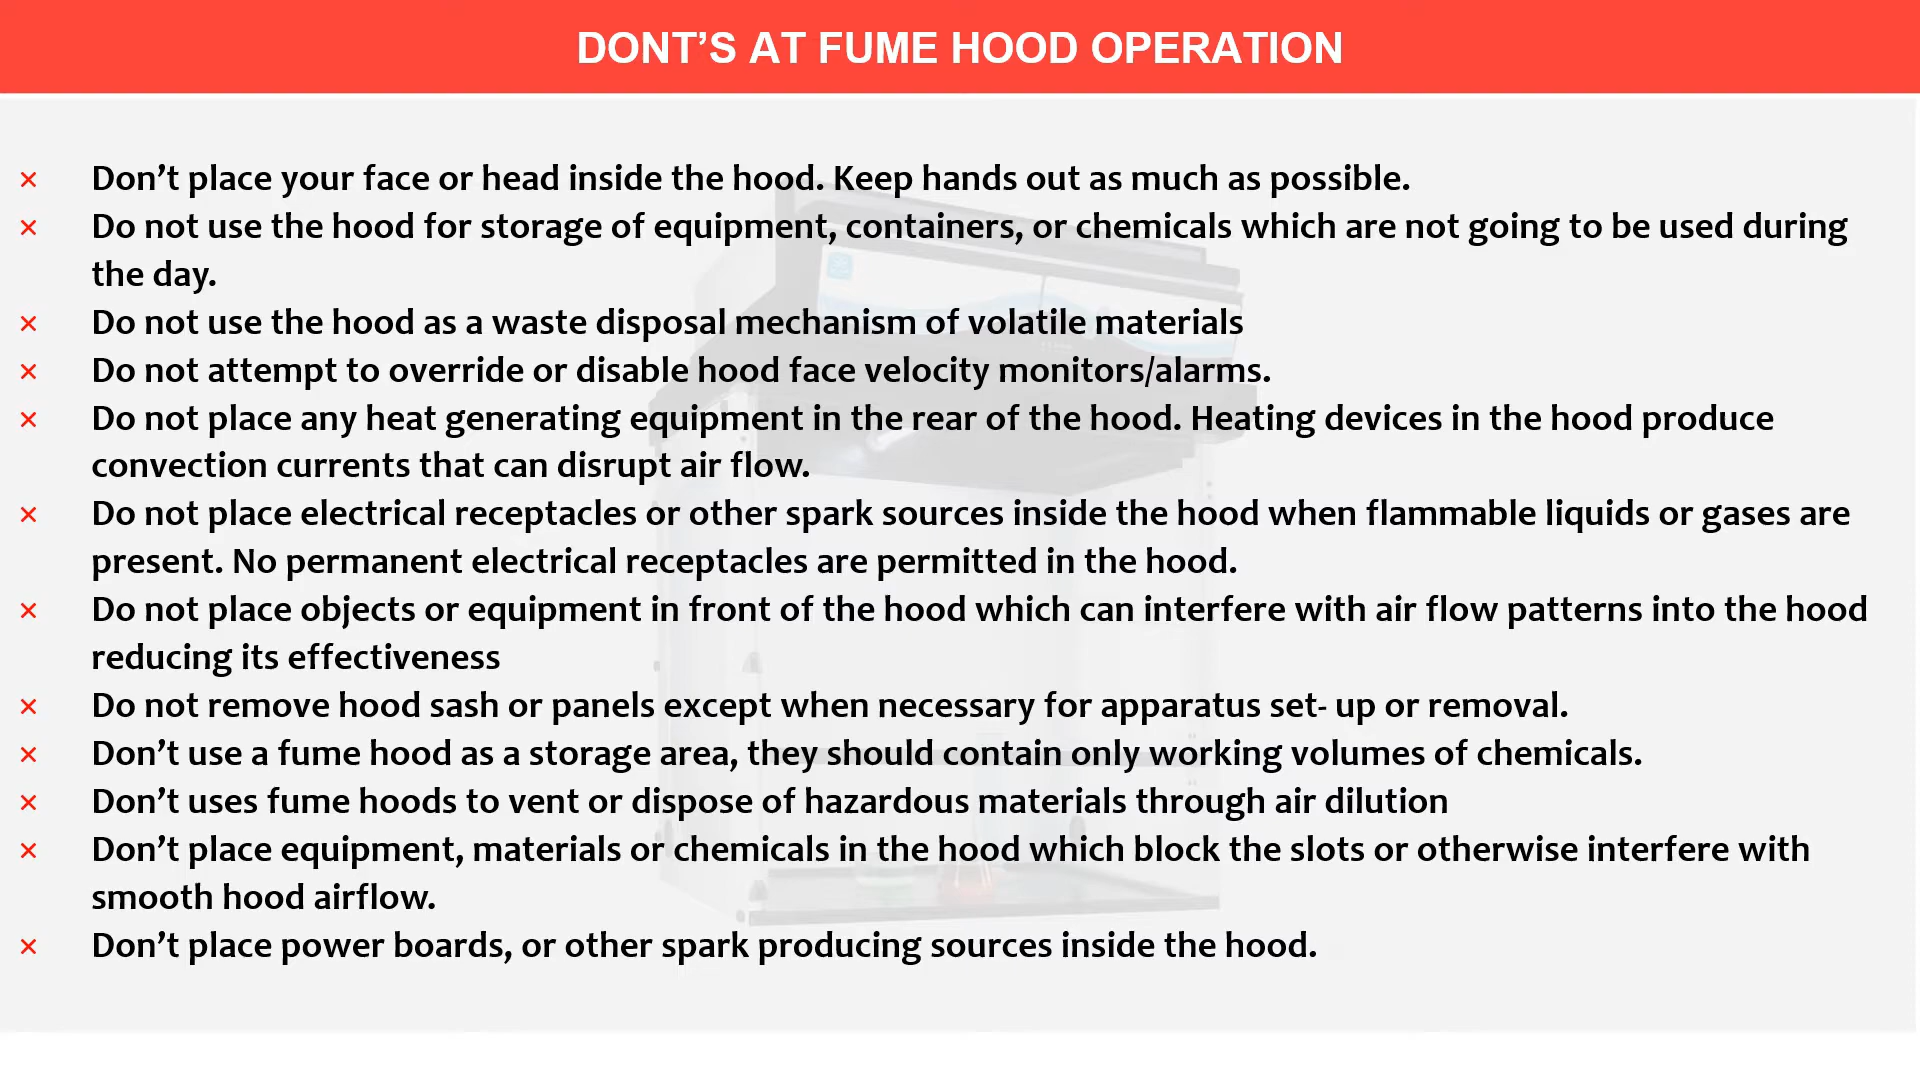 DONT’S AT FUME HOOD OPERATION
× Don’t place your face or head inside the hood. Keep hands out as much as possible.
× Do not use the hood for storage of equipment, containers, or chemicals which are not going to be used during
the day.
× Do not use the hood as a waste disposal mechanism of volatile materials
× Do not attempt to override or disable hood face velocity monitors/alarms.
× Do not place any heat generating equipment in the rear of the hood. Heating devices in the hood produce
convection currents that can disrupt air flow.
× Do not place electrical receptacles or other spark sources inside the hood when flammable liquids or gases are
present. No permanent electrical receptacles are permitted in the hood.
× Do not place objects or equipment in front of the hood which can interfere with air flow patterns into the hood
reducing its effectiveness
× Do not remove hood sash or panels except when necessary for apparatus set- up or removal.
× Don’t use a fume hood as a storage area, they should contain only working volumes of chemicals.
× Don’t uses fume hoods to vent or dispose of hazardous materials through air dilution
× Don’t place equipment, materials or chemicals in the hood which block the slots or otherwise interfere with
smooth hood airflow.
× Don’t place power boards, or other spark producing sources inside the hood.